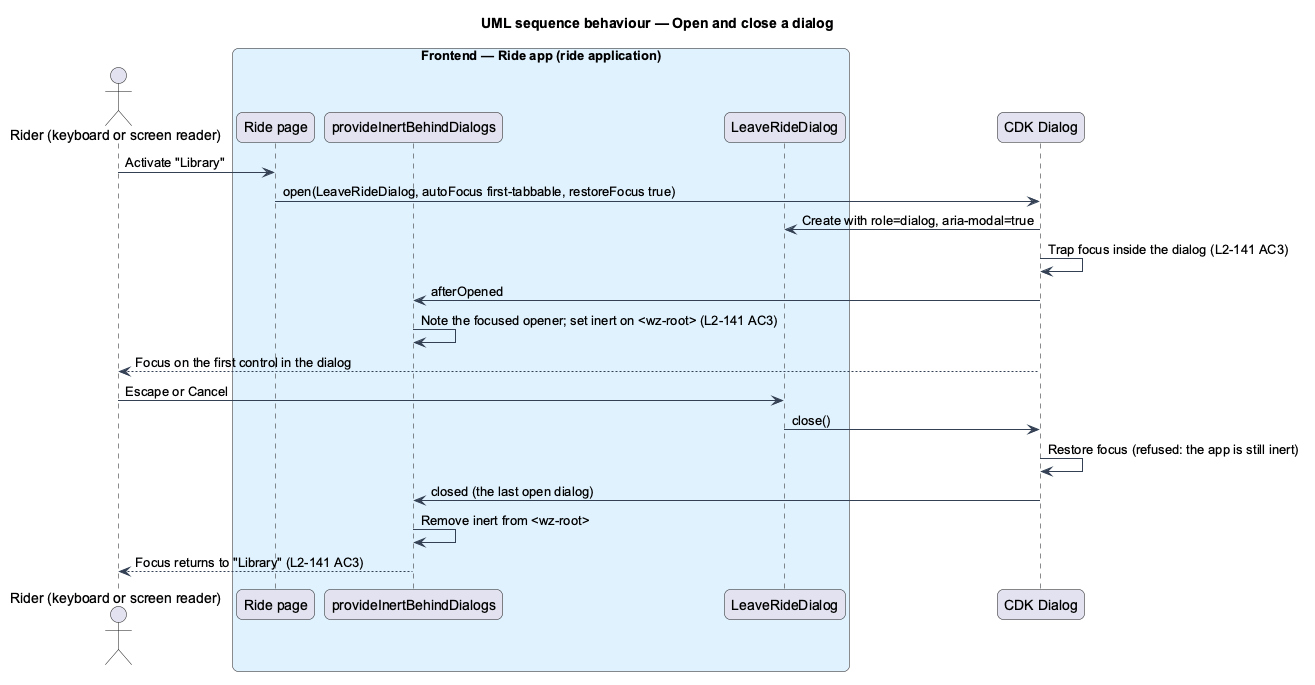 UML sequence behaviour — Open and close a dialog
Frontend — Ride app (ride application)
Rider (keyboard or screen reader)
Ride page
provideInertBehindDialogs
LeaveRideDialog
CDK Dialog
Activate "Library"
open(LeaveRideDialog, autoFocus first-tabbable, restoreFocus true)
Create with role=dialog, aria-modal=true
Trap focus inside the dialog (L2-141 AC3)
afterOpened
Note the focused opener; set inert on <wz-root> (L2-141 AC3)
Focus on the first control in the dialog
Escape or Cancel
close()
Restore focus (refused: the app is still inert)
closed (the last open dialog)
Remove inert from <wz-root>
Focus returns to "Library" (L2-141 AC3)
Rider (keyboard or screen reader)
Ride page
provideInertBehindDialogs
LeaveRideDialog
CDK Dialog